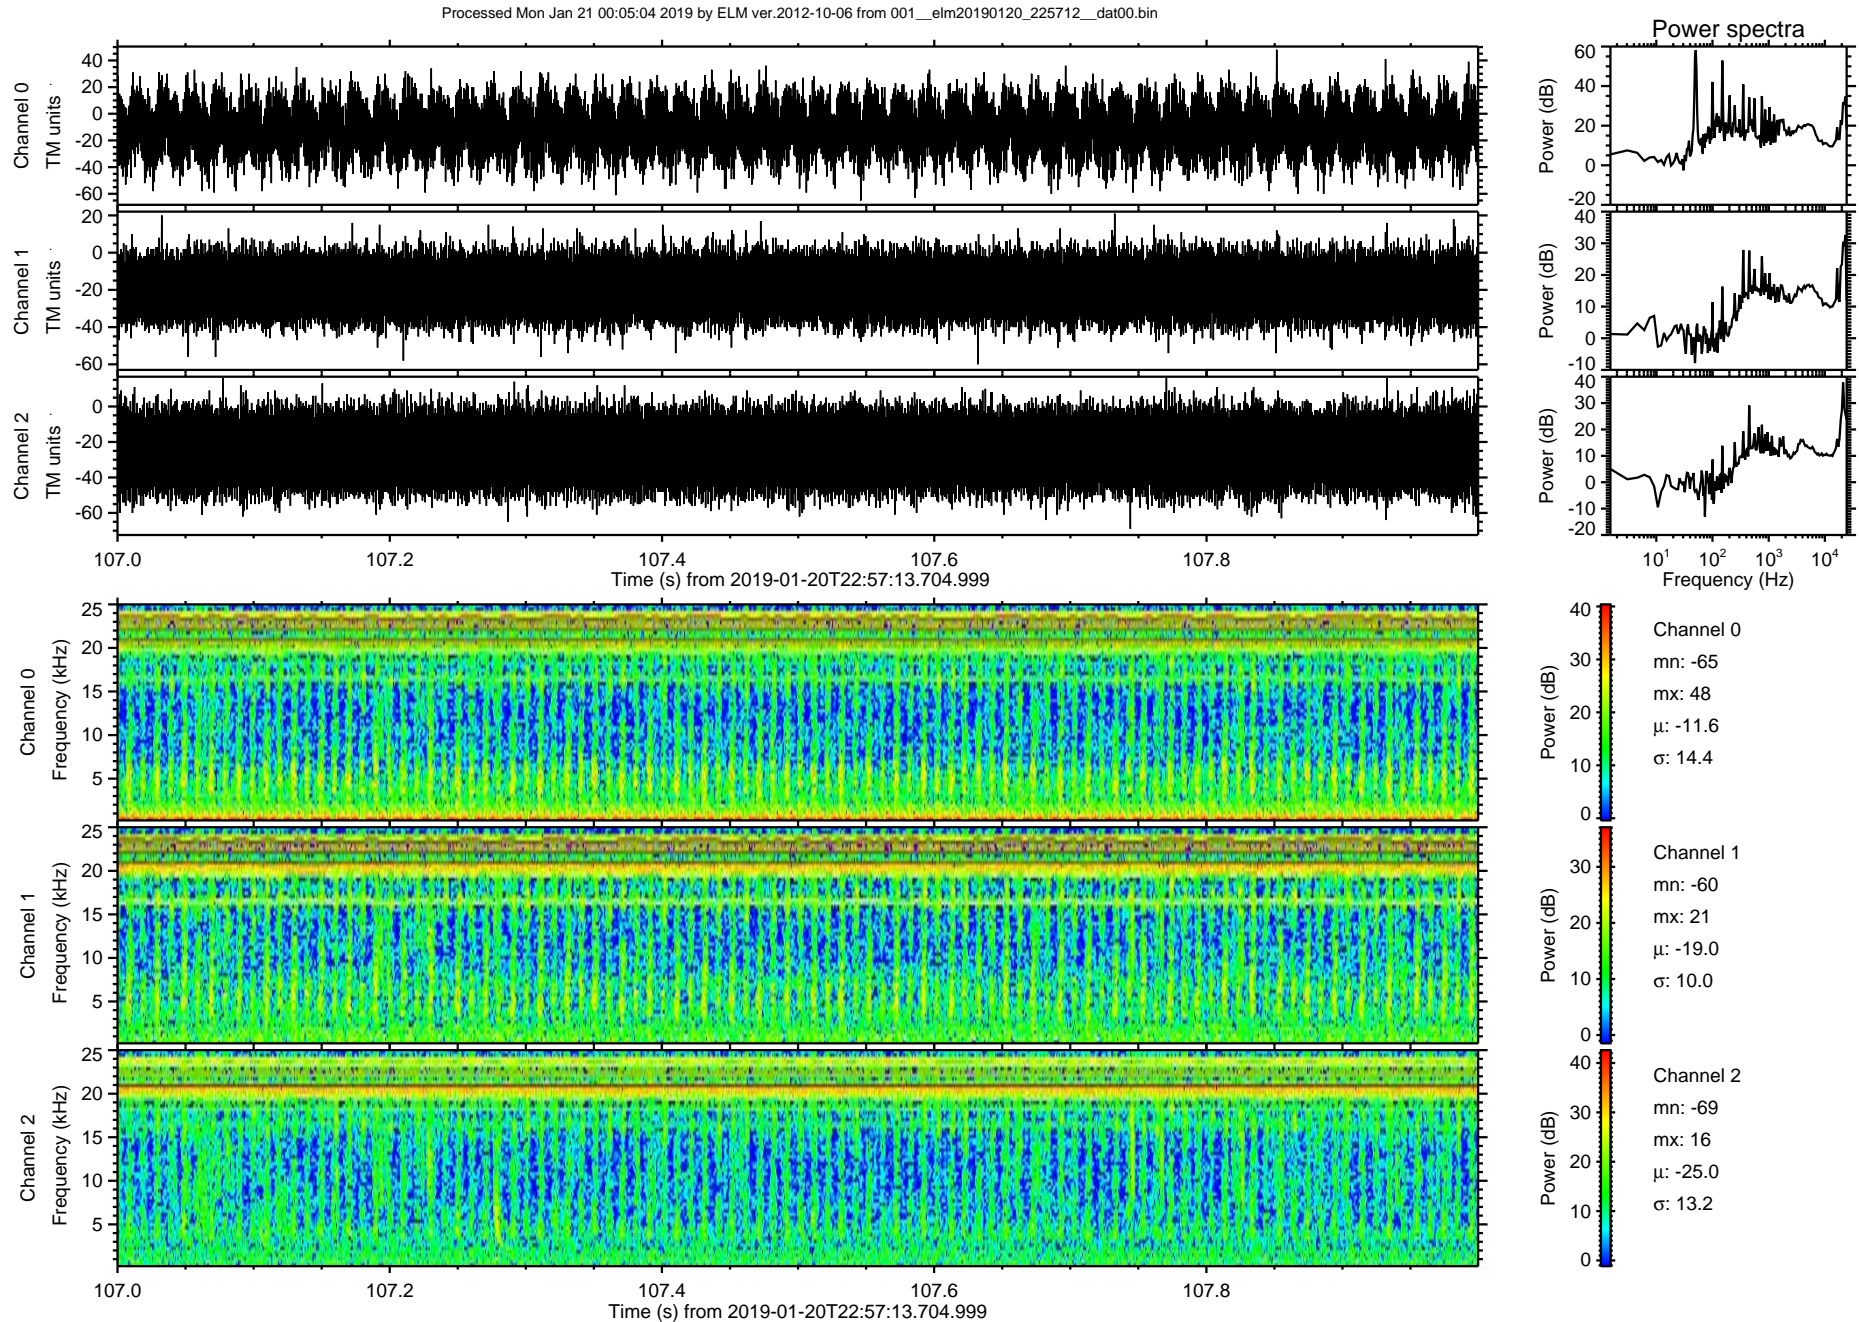 Processed Mon Jan 21 00:05:04 2019 by ELM ver.2012-10-06 from 001__elm20190120_225712__dat00.bin
Power spectra
Channel 0
TM units
40
20
0
-20
-40
-60
Power (dB)
60
40
20
0
-20
Channel 1
TM units
20
0
-20
-40
-60
Power (dB)
40
30
20
10
0
-10
Channel 2
TM units
0
-20
-40
-60
Power (dB)
40
30
20
10
0
-10
-20
107.0 107.2 107.4 107.6 107.8
Time (s) from 2019-01-20T22:57:13.704.999
10^1 10^2 10^3 10^4
Frequency (Hz)
Channel 0
Frequency (kHz)
25
20
15
10
5
Power (dB)
40
30
20
10
0
Channel 0
mn: -65
mx: 48
μ: -11.6
σ: 14.4
Channel 1
Frequency (kHz)
25
20
15
10
5
Power (dB)
30
20
10
0
Channel 1
mn: -60
mx: 21
μ: -19.0
σ: 10.0
Channel 2
Frequency (kHz)
25
20
15
10
5
Power (dB)
40
30
20
10
0
Channel 2
mn: -69
mx: 16
μ: -25.0
σ: 13.2
107.0 107.2 107.4 107.6 107.8
Time (s) from 2019-01-20T22:57:13.704.999